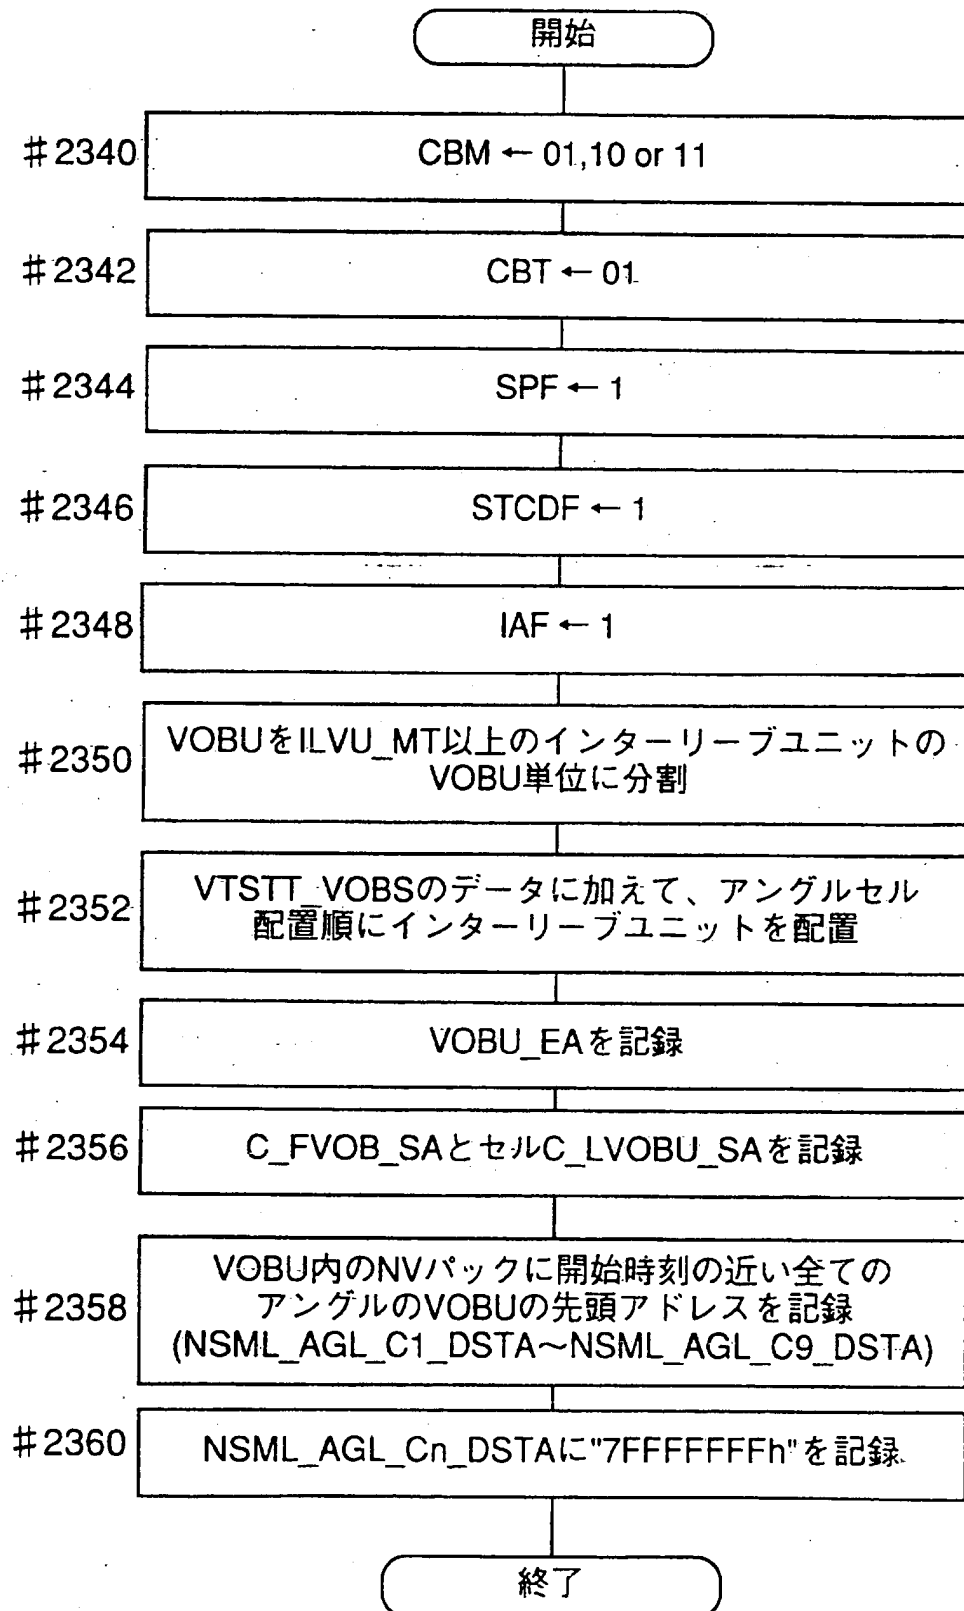 開始
#2340 CBM ← 01,10 or 11
#2342 CBT ← 01
#2344 SPF ← 1
#2346 STCDF ← 1
#2348 IAF ← 1
#2350 VOBUをILVU_MT以上のインターリーブユニットの
VOBU単位に分割
#2352 VTSTT_VOBSのデータに加えて、アングルセル
配置順にインターリーブユニットを配置
#2354 VOBU_EAを記録
#2356 C_FVOB_SAとセルC_LVOBU_SAを記録
#2358 VOBU内のNVパックに開始時刻の近い全ての
アングルのVOBUの先頭アドレスを記録
(NSML_AGL_C1_DSTA～NSML_AGL_C9_DSTA)
#2360 NSML_AGL_Cn_DSTAに"7FFFFFFFh"を記録
終了